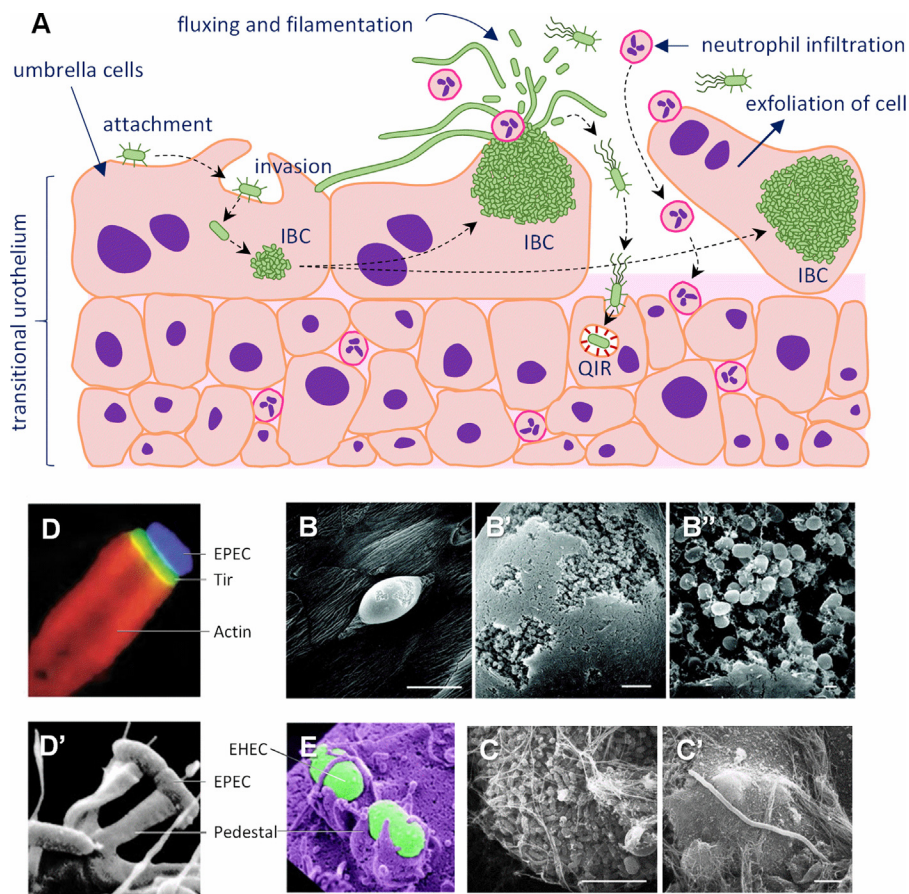 A
fluxing and filamentation
neutrophil infiltration
umbrella cells
exfoliation of cell
attachment
invasion
IBC
IBC
IBC
QIR
transitional urothelium
D
EPEC
Tir
Actin
B
B'
B''
D'
EHEC
EPEC
Pedestal
E
C
C'